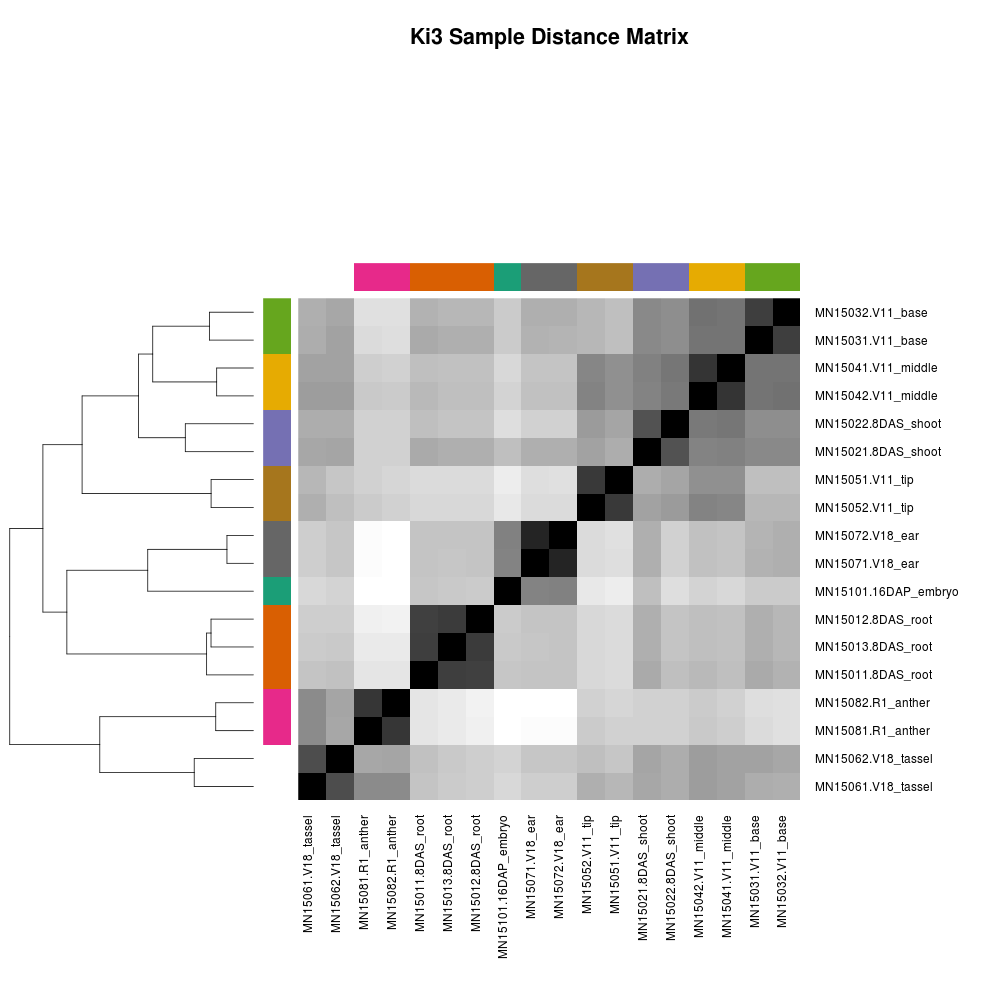 Ki3 Sample Distance Matrix
MN15032.V11_base
MN15031.V11_base
MN15041.V11_middle
MN15042.V11_middle
MN15022.8DAS_shoot
MN15021.8DAS_shoot
MN15051.V11_tip
MN15052.V11_tip
MN15072.V18_ear
MN15071.V18_ear
MN15101.16DAP_embryo
MN15012.8DAS_root
MN15013.8DAS_root
MN15011.8DAS_root
MN15082.R1_anther
MN15081.R1_anther
MN15062.V18_tassel
MN15061.V18_tassel
MN15061.V18_tassel
MN15062.V18_tassel
MN15081.R1_anther
MN15082.R1_anther
MN15011.8DAS_root
MN15013.8DAS_root
MN15012.8DAS_root
MN15101.16DAP_embryo
MN15071.V18_ear
MN15072.V18_ear
MN15052.V11_tip
MN15051.V11_tip
MN15021.8DAS_shoot
MN15022.8DAS_shoot
MN15042.V11_middle
MN15041.V11_middle
MN15031.V11_base
MN15032.V11_base